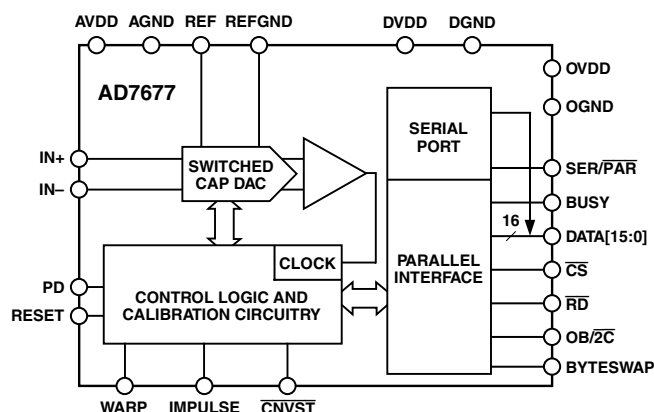 AVDD AGND REF REFGND DVDD DGND
AD7677
OVDD
OGND
SERIAL
PORT
IN+
IN–
SWITCHED
CAP DAC
SER/PAR
BUSY
16
DATA[15:0]
CLOCK
PARALLEL
INTERFACE
CS
PD
RESET
CONTROL LOGIC AND
CALIBRATION CIRCUITRY
RD
OB/2C
BYTESWAP
WARP IMPULSE CNVST